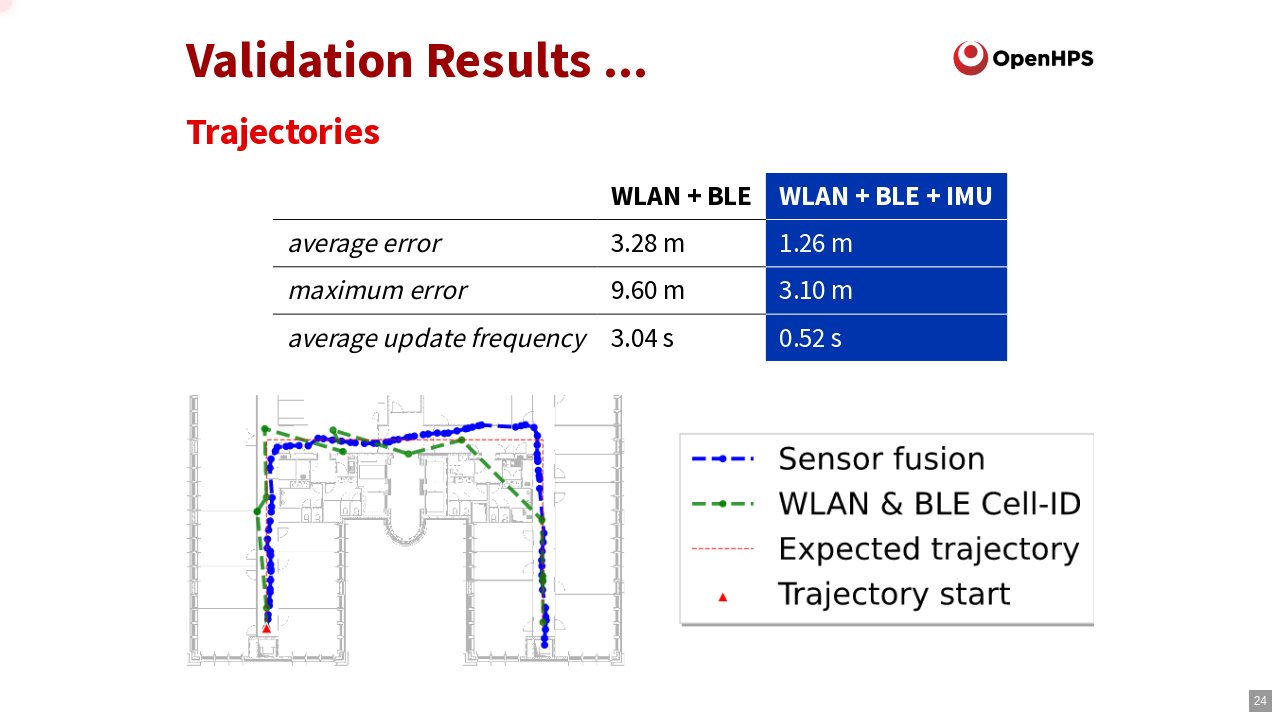 Validation Results ...
OpenHPS
Trajectories
WLAN + BLE WLAN + BLE + IMU
average error 3.28 m 1.26 m
maximum error 9.60 m 3.10 m
average update frequency 3.04 s 0.52 s
Sensor fusion
WLAN & BLE Cell-ID
Expected trajectory
Trajectory start
24